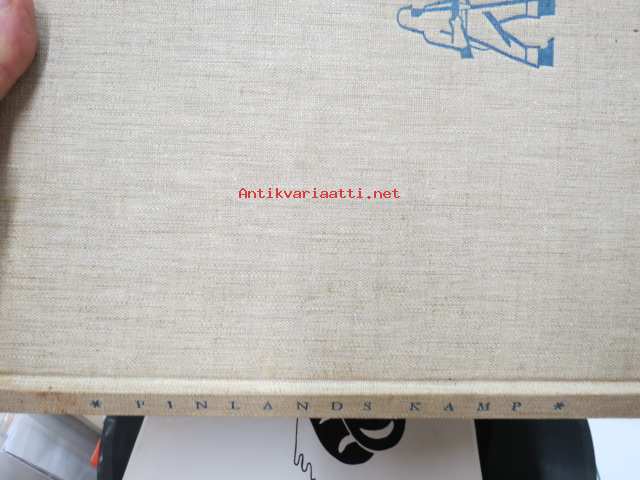 Antikvariaatti.net
* FINLANDS KAMP *